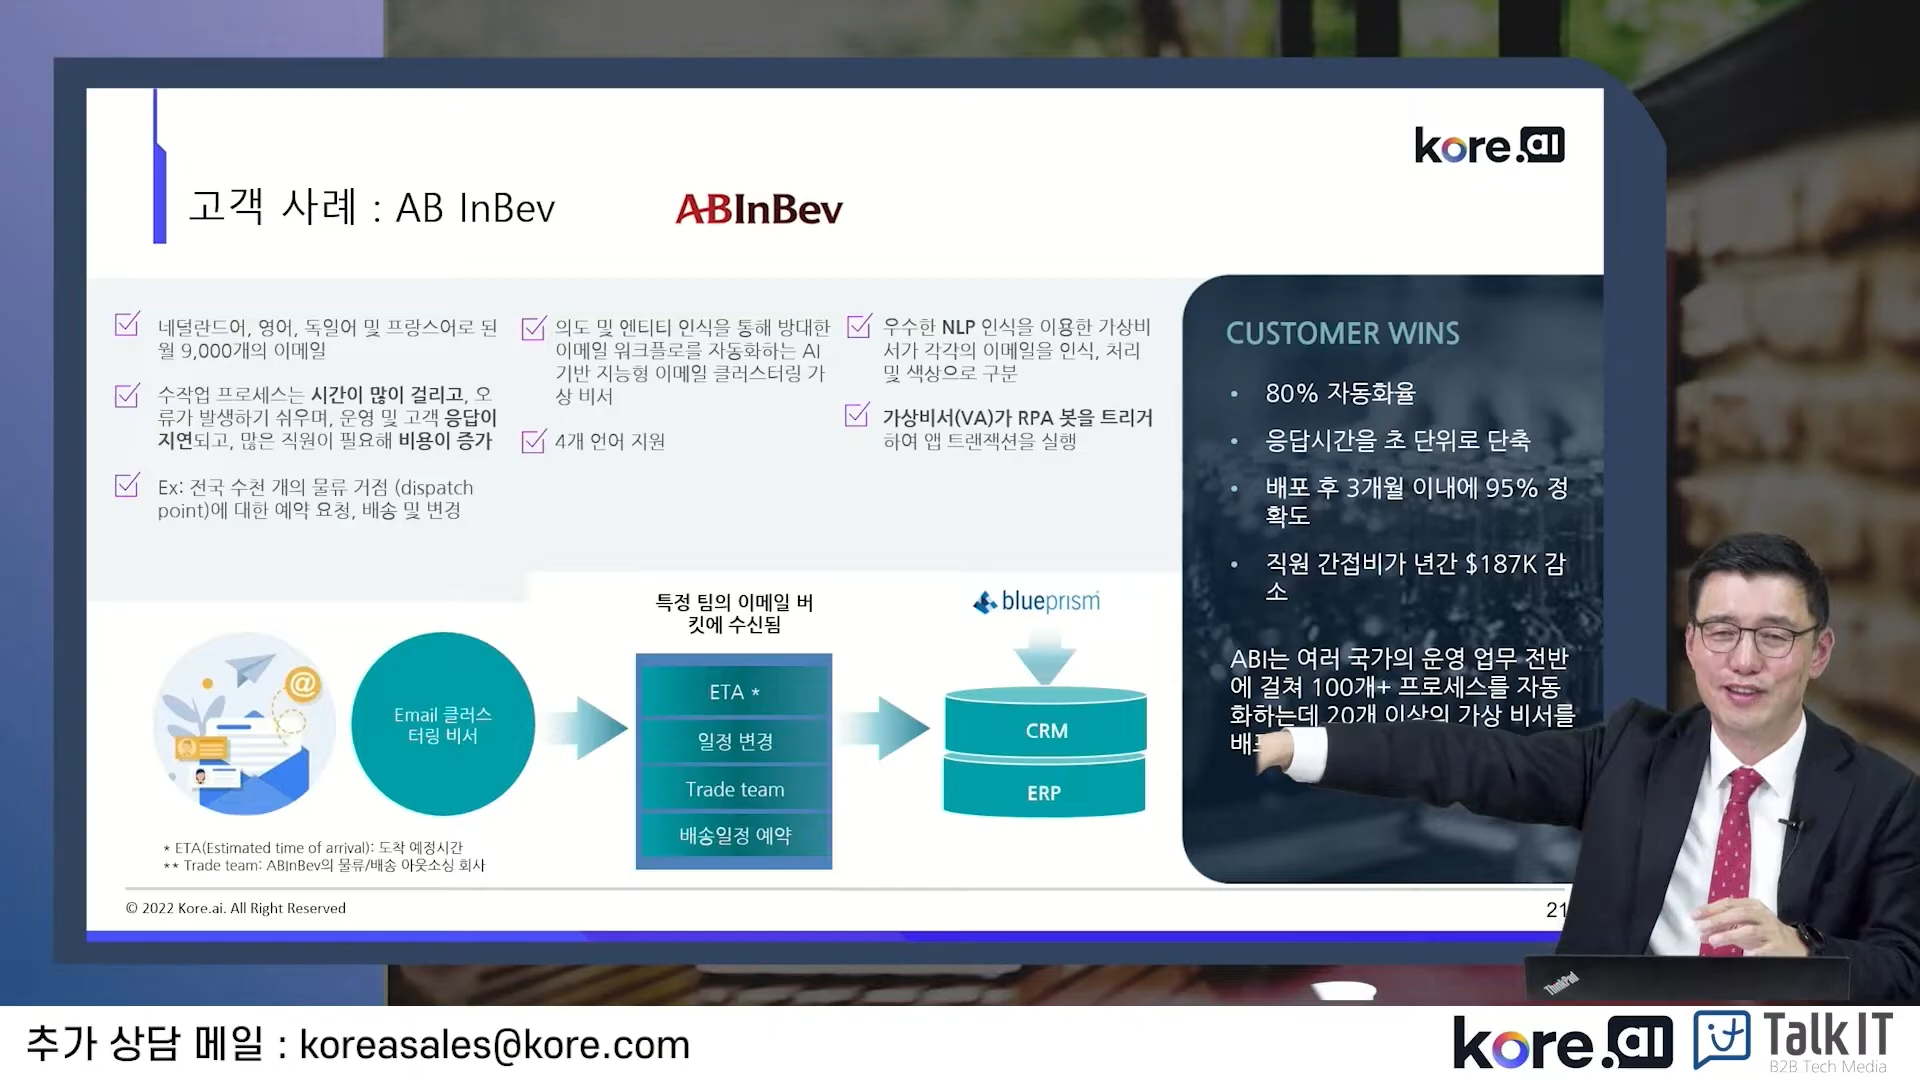 kore.ai
고객 사례 : AB InBev
ABInBev
네덜란드어, 영어, 독일어 및 프랑스어로 된
월 9,000개의 이메일
수작업 프로세스는 시간이 많이 걸리고, 오
류가 발생하기 쉬우며, 운영 및 고객 응답이
지연되고, 많은 직원이 필요해 비용이 증가
Ex: 전국 수천 개의 물류 거점 (dispatch
point)에 대한 예약 요청, 배송 및 변경
의도 및 엔티티 인식을 통해 방대한
이메일 워크플로를 자동화하는 AI
기반 지능형 이메일 클러스터링 가
상 비서
4개 언어 지원
우수한 NLP 인식을 이용한 가상비
서가 각각의 이메일을 인식, 처리
및 색상으로 구분
가상비서(VA)가 RPA 봇을 트리거
하여 앱 트랜잭션을 실행
CUSTOMER WINS
• 80% 자동화율
• 응답시간을 초 단위로 단축
• 배포 후 3개월 이내에 95% 정
확도
• 직원 간접비가 년간 $187K 감
소
ABI는 여러 국가의 운영 업무 전반
에 걸쳐 100개+ 프로세스를 자동
화하는데 20개 이상의 가상 비서를
배포
Email 클러스
터링 비서
특정 팀의 이메일 버
킷에 수신됨
ETA *
일정 변경
Trade team
배송일정 예약
blueprism
CRM
ERP
* ETA(Estimated time of arrival): 도착 예정시간
** Trade team: ABInBev의 물류/배송 아웃소싱 회사
© 2022 Kore.ai. All Right Reserved
21
ThinkPad
추가 상담 메일 : koreasales@kore.com
kore.ai
it
TalkIT
B2B Tech Media